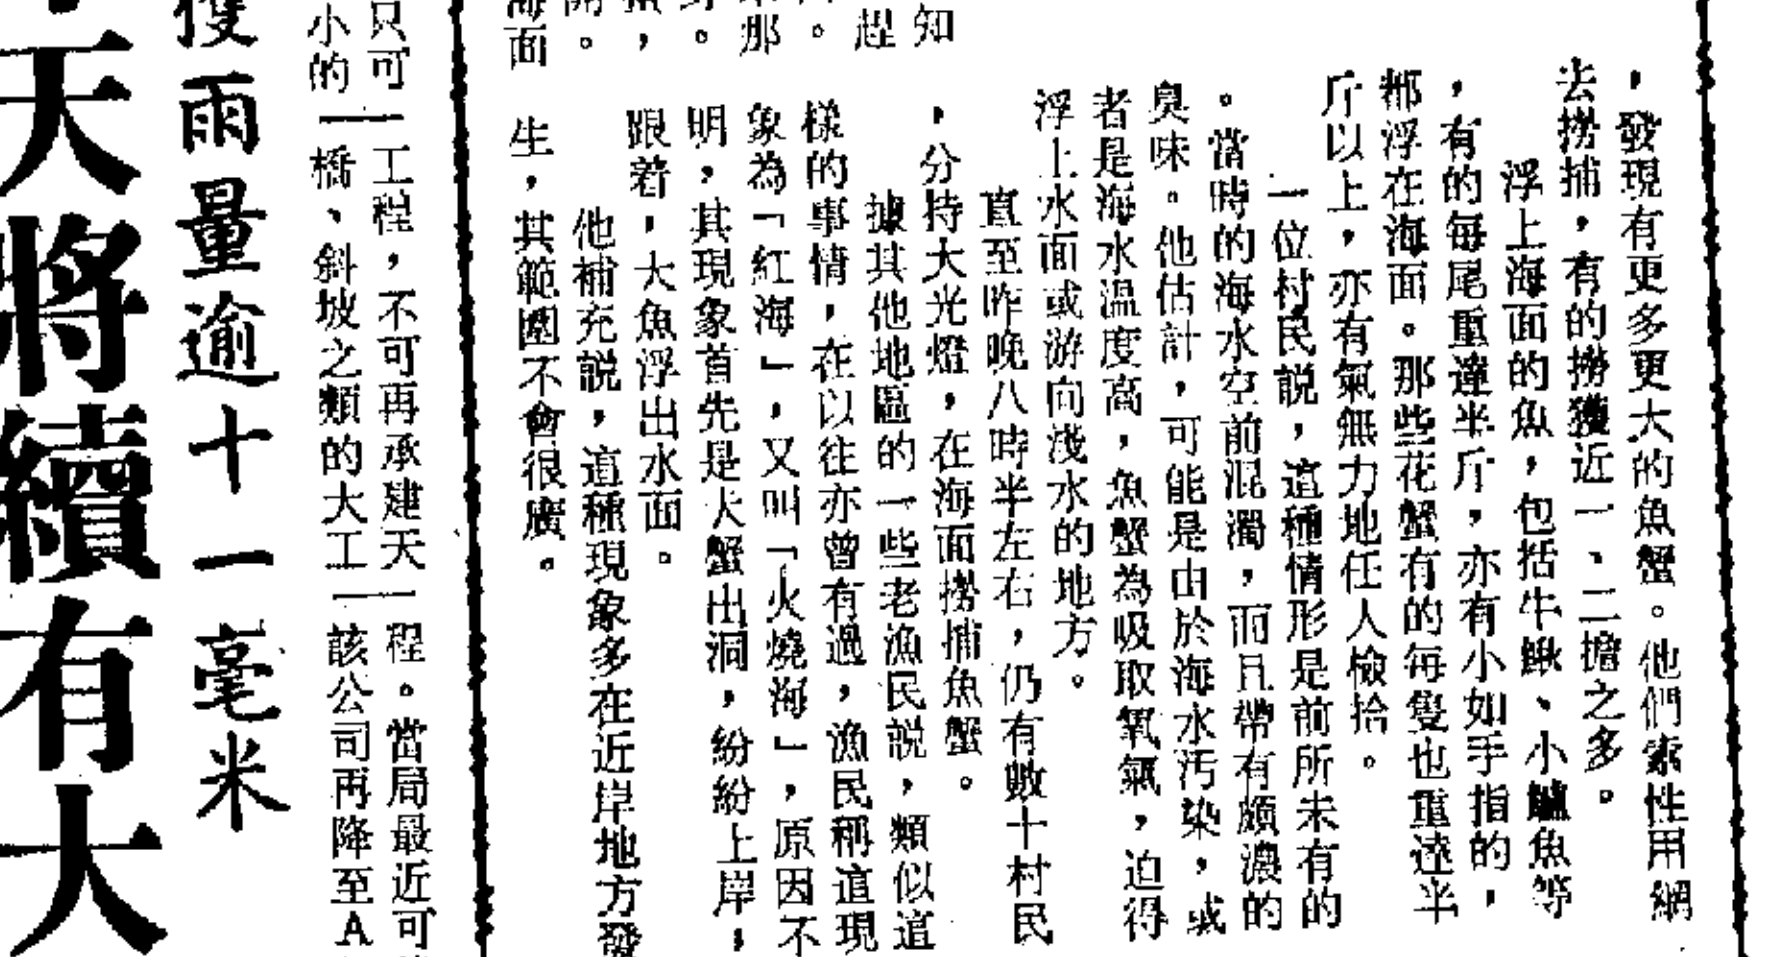 ，發現有更多更大的魚蟹。他們索性用網
去撈捕，有的撈獲近一、二擔之多。
浮上海面的魚，包括牛鰍、小鱸魚等
，有的每尾重達半斤，亦有小如手指的，
都浮在海面。那些花蟹有的每隻也重達半
斤以上，亦有氣無力地任人檢拾。
一位村民說，這種情形是前所未有的
。當時的海水空前混濁，而且帶有頗濃的
臭味。他估計，可能是由於海水污染，或
者是海水溫度高，魚蟹為吸取氧氣，迫得
浮上水面或游向淺水的地方。
直至昨晚八時半左右，仍有數十村民
，分持大光燈，在海面撈捕魚蟹。
據其他地區的一些老漁民說，類似這
樣的事情，在以往亦曾有過，漁民稱這現
象為「紅海」，又叫「火燒海」，原因不
明，其現象首先是大蟹出洞，紛紛上岸，
跟着，大魚浮出水面。
他補充說，這種現象多在近岸地方發
生，其範圍不會很廣。
知
趕
。
那
。
，
。
海面
只可
小的
工程，不可再承建天
橋、斜坡之類的大工
程。當局最近可
該公司再降至A
獲雨量逾十一毫米
天將續有大